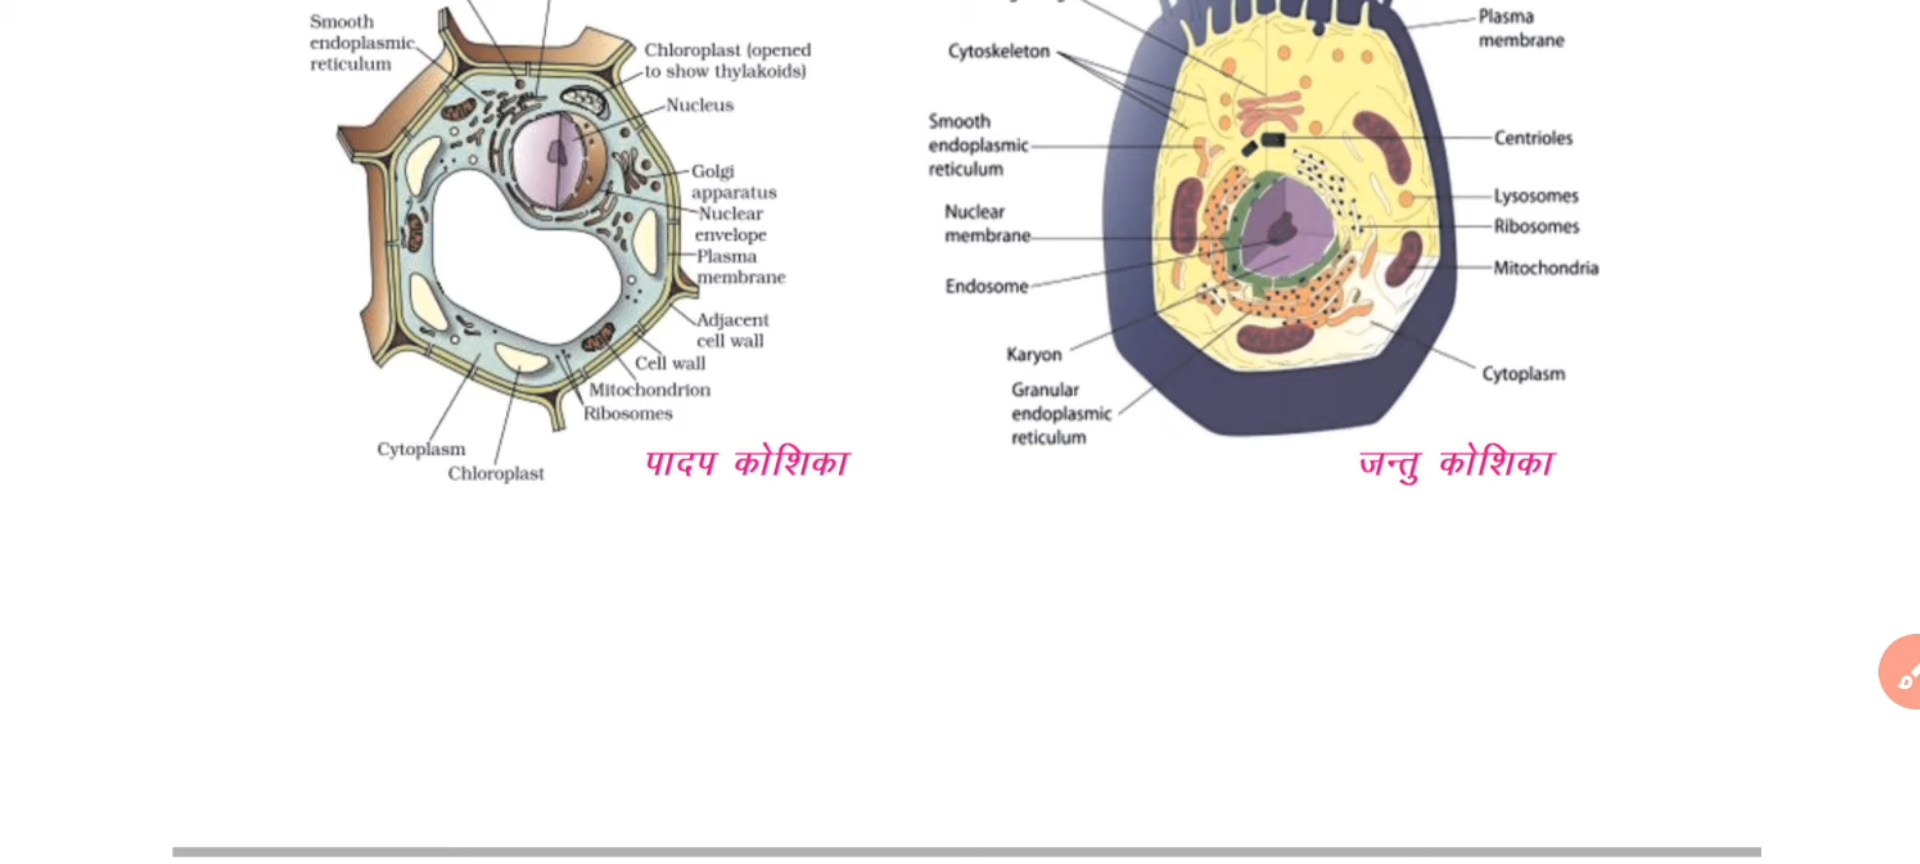 Smooth
endoplasmic
reticulum
Chloroplast (opened
to show thylakoids)
Nucleus
Golgi
apparatus
Nuclear
envelope
Plasma
membrane
Adjacent
cell wall
Cell wall
Mitochondrion
Ribosomes
Cytoplasm
Chloroplast
पादप कोशिका
Cytoskeleton
Smooth
endoplasmic
reticulum
Nuclear
membrane
Endosome
Karyon
Granular
endoplasmic
reticulum
Plasma
membrane
Centrioles
Lysosomes
Ribosomes
Mitochondria
Cytoplasm
जन्तु कोशिका